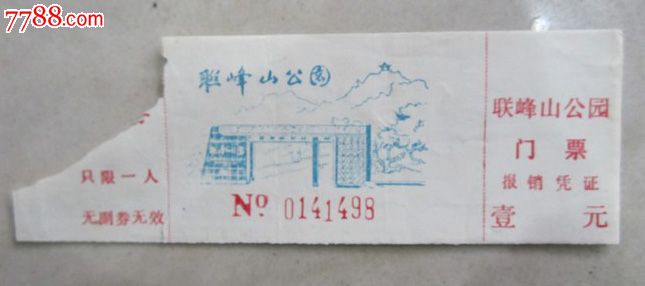 7788.com
联峰山公园
只限一人
无副券无效
No 0141498
联峰山公园
门票
报销凭证
壹元